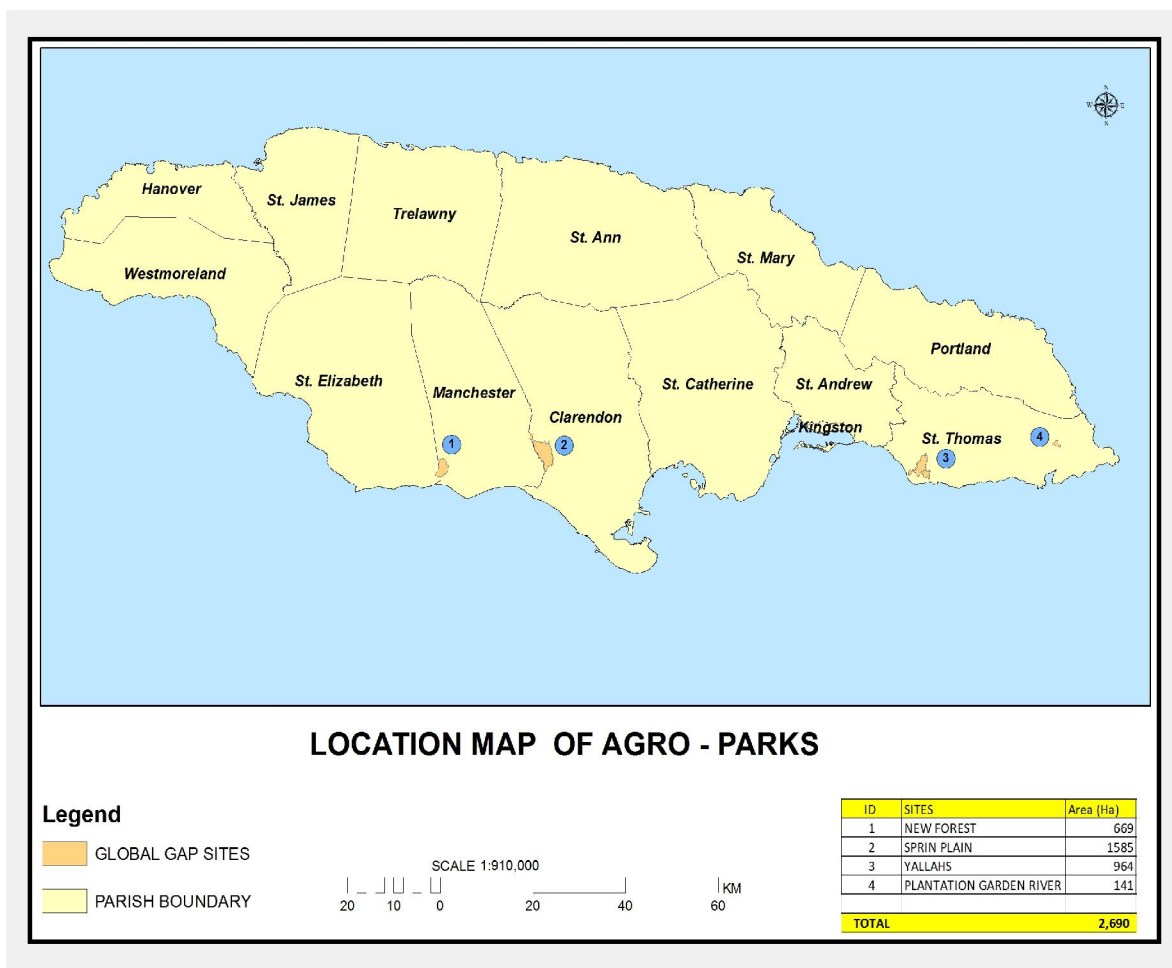 N
W E
N
Hanover
St. James
Trelawny
St. Ann
St. Mary
Westmoreland
Portland
St. Elizabeth
Manchester
St. Catherine
St. Andrew
Clarendon
Kingston
St. Thomas
1
2
3
4
LOCATION MAP OF AGRO - PARKS
Legend
GLOBAL GAP SITES
PARISH BOUNDARY
SCALE 1:910,000
KM
20 10 0 20 40 60
ID SITES Area (Ha)
1 NEW FOREST 669
2 SPRIN PLAIN 1585
3 YALLAHS 964
4 PLANTATION GARDEN RIVER 141
TOTAL 2,690